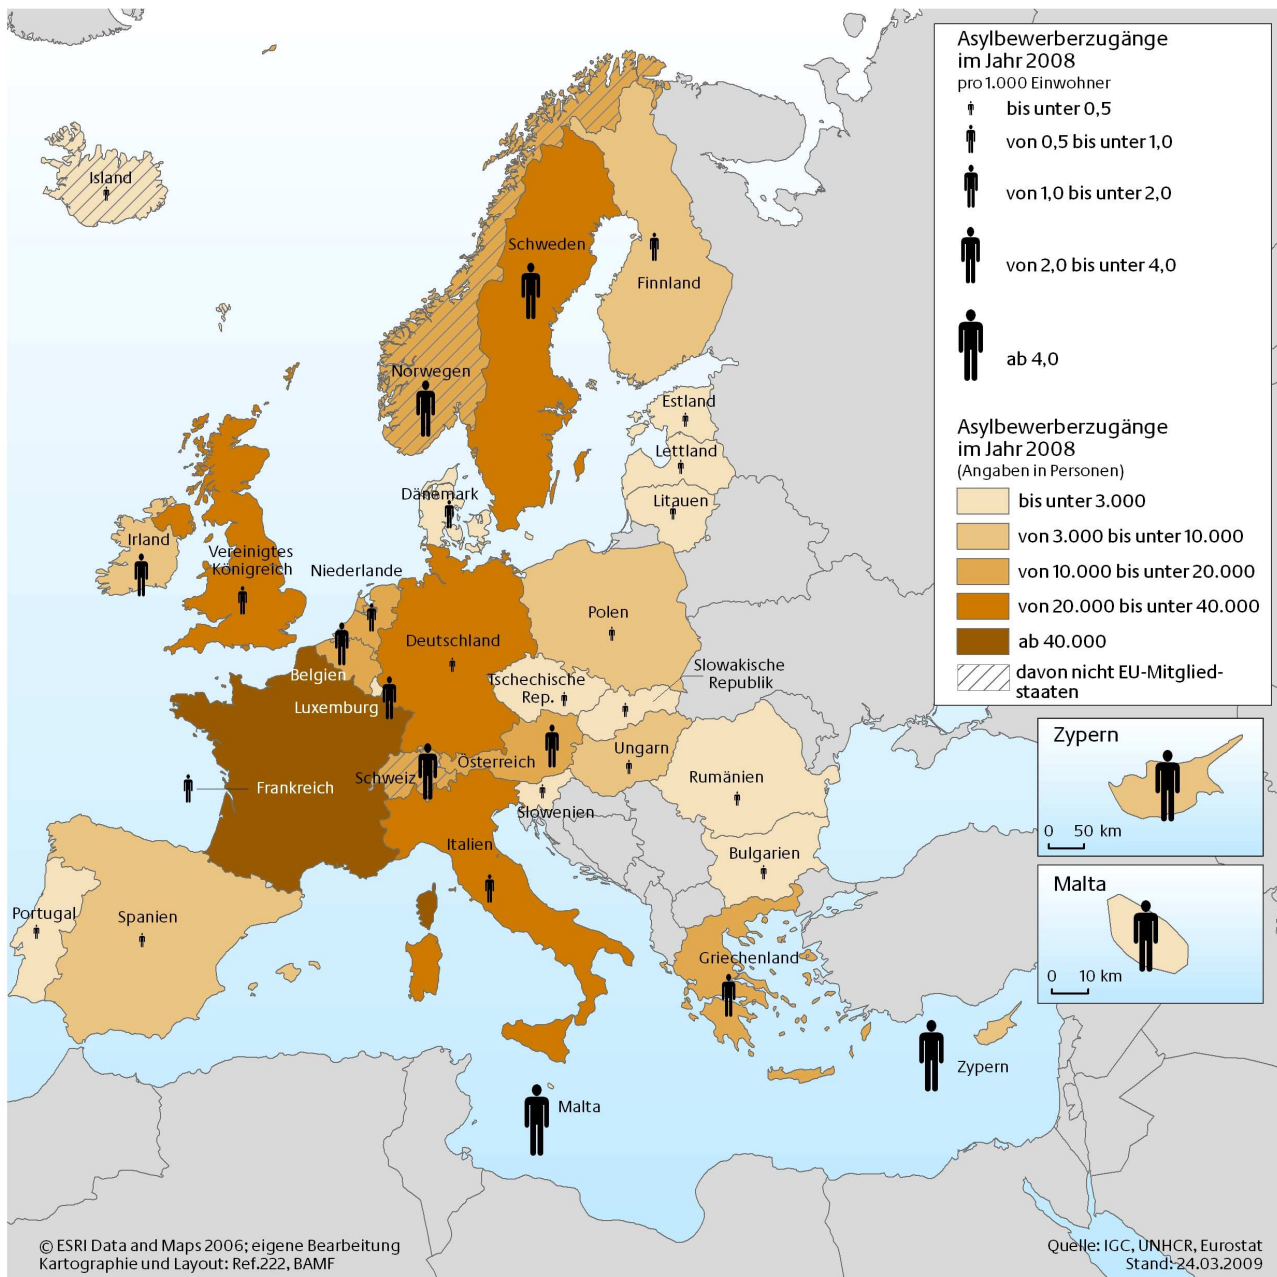 Asylbewerberzugänge
im Jahr 2008
pro 1.000 Einwohner
bis unter 0,5
von 0,5 bis unter 1,0
von 1,0 bis unter 2,0
von 2,0 bis unter 4,0
ab 4,0
Asylbewerberzugänge
im Jahr 2008
(Angaben in Personen)
bis unter 3.000
von 3.000 bis unter 10.000
von 10.000 bis unter 20.000
von 20.000 bis unter 40.000
ab 40.000
davon nicht EU-Mitglied-
staaten
Island
Schweden
Finnland
Norwegen
Estland
Lettland
Dänemark
Litauen
Irland
Vereinigtes
Königreich
Niederlande
Polen
Deutschland
Belgien
Tschechische
Rep.
Slowakische
Republik
Luxemburg
Ungarn
Österreich
Schweiz
Rumänien
Frankreich
Slowenien
Italien
Bulgarien
Portugal
Spanien
Griechenland
Zypern
Malta
Zypern
0 50 km
Malta
0 10 km
© ESRI Data and Maps 2006; eigene Bearbeitung
Kartographie und Layout: Ref.222, BAMF
Quelle: IGC, UNHCR, Eurostat
Stand: 24.03.2009